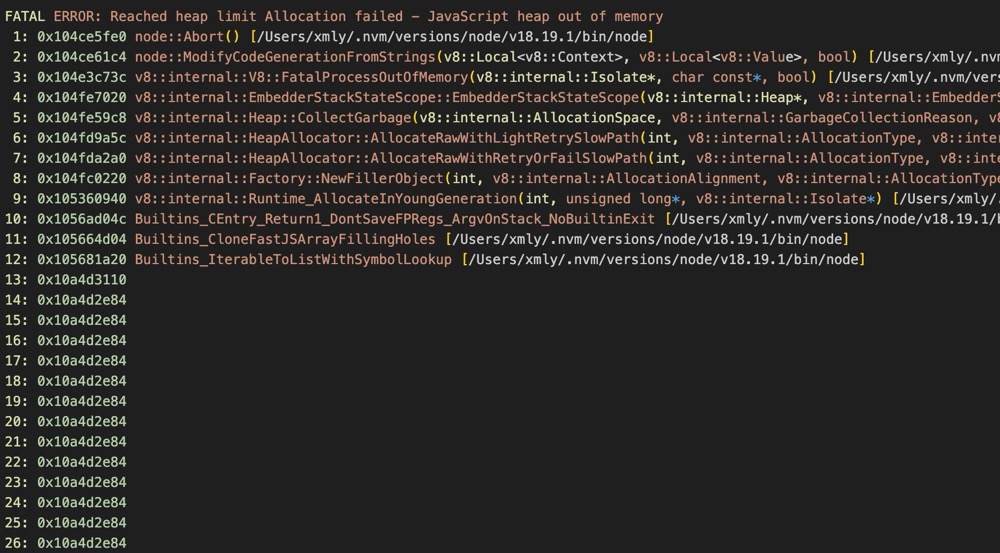 FATAL ERROR: Reached heap limit Allocation failed - JavaScript heap out of memory
1: 0x104ce5fe0 node::Abort() [/Users/xmly/.nvm/versions/node/v18.19.1/bin/node]
2: 0x104ce61c4 node::ModifyCodeGenerationFromStrings(v8::Local<v8::Context>, v8::Local<v8::Value>, bool) [/Users/xmly/.nvm
3: 0x104e3c73c v8::internal::V8::FatalProcessOutOfMemory(v8::internal::Isolate*, char const*, bool) [/Users/xmly/.nvm/vers
4: 0x104fe7020 v8::internal::EmbedderStackStateScope::EmbedderStackStateScope(v8::internal::Heap*, v8::internal::EmbedderS
5: 0x104fe59c8 v8::internal::Heap::CollectGarbage(v8::internal::AllocationSpace, v8::internal::GarbageCollectionReason, v8
6: 0x104fd9a5c v8::internal::HeapAllocator::AllocateRawWithLightRetrySlowPath(int, v8::internal::AllocationType, v8::inter
7: 0x104fda2a0 v8::internal::HeapAllocator::AllocateRawWithRetryOrFailSlowPath(int, v8::internal::AllocationType, v8::inte
8: 0x104fc0220 v8::internal::Factory::NewFillerObject(int, v8::internal::AllocationAlignment, v8::internal::AllocationType
9: 0x105360940 v8::internal::Runtime_AllocateInYoungGeneration(int, unsigned long*, v8::internal::Isolate*) [/Users/xmly/.
10: 0x1056ad04c Builtins_CEntry_Return1_DontSaveFPRegs_ArgvOnStack_NoBuiltinExit [/Users/xmly/.nvm/versions/node/v18.19.1/b
11: 0x105664d04 Builtins_CloneFastJSArrayFillingHoles [/Users/xmly/.nvm/versions/node/v18.19.1/bin/node]
12: 0x105681a20 Builtins_IterableToListWithSymbolLookup [/Users/xmly/.nvm/versions/node/v18.19.1/bin/node]
13: 0x10a4d3110
14: 0x10a4d2e84
15: 0x10a4d2e84
16: 0x10a4d2e84
17: 0x10a4d2e84
18: 0x10a4d2e84
19: 0x10a4d2e84
20: 0x10a4d2e84
21: 0x10a4d2e84
22: 0x10a4d2e84
23: 0x10a4d2e84
24: 0x10a4d2e84
25: 0x10a4d2e84
26: 0x10a4d2e84